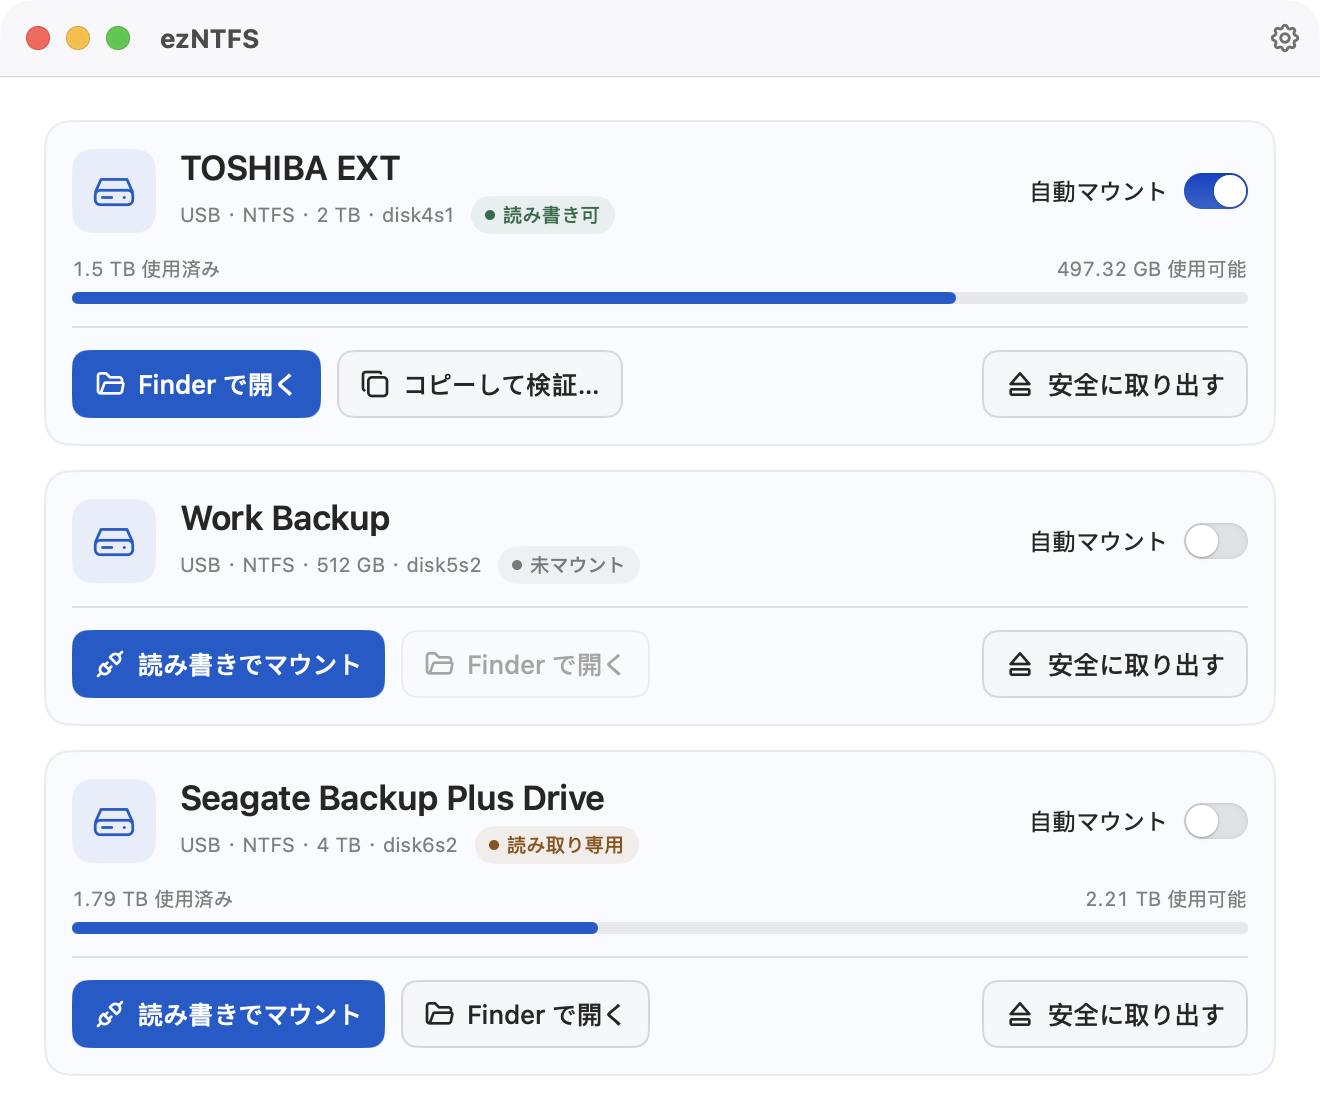 ezNTFS
TOSHIBA EXT
USB · NTFS · 2 TB · disk4s1 読み書き可
自動マウント
1.5 TB 使用済み
497.32 GB 使用可能
Finder で開く
コピーして検証...
安全に取り出す
Work Backup
USB · NTFS · 512 GB · disk5s2 未マウント
自動マウント
読み書きでマウント
Finder で開く
安全に取り出す
Seagate Backup Plus Drive
USB · NTFS · 4 TB · disk6s2 読み取り専用
自動マウント
1.79 TB 使用済み
2.21 TB 使用可能
読み書きでマウント
Finder で開く
安全に取り出す